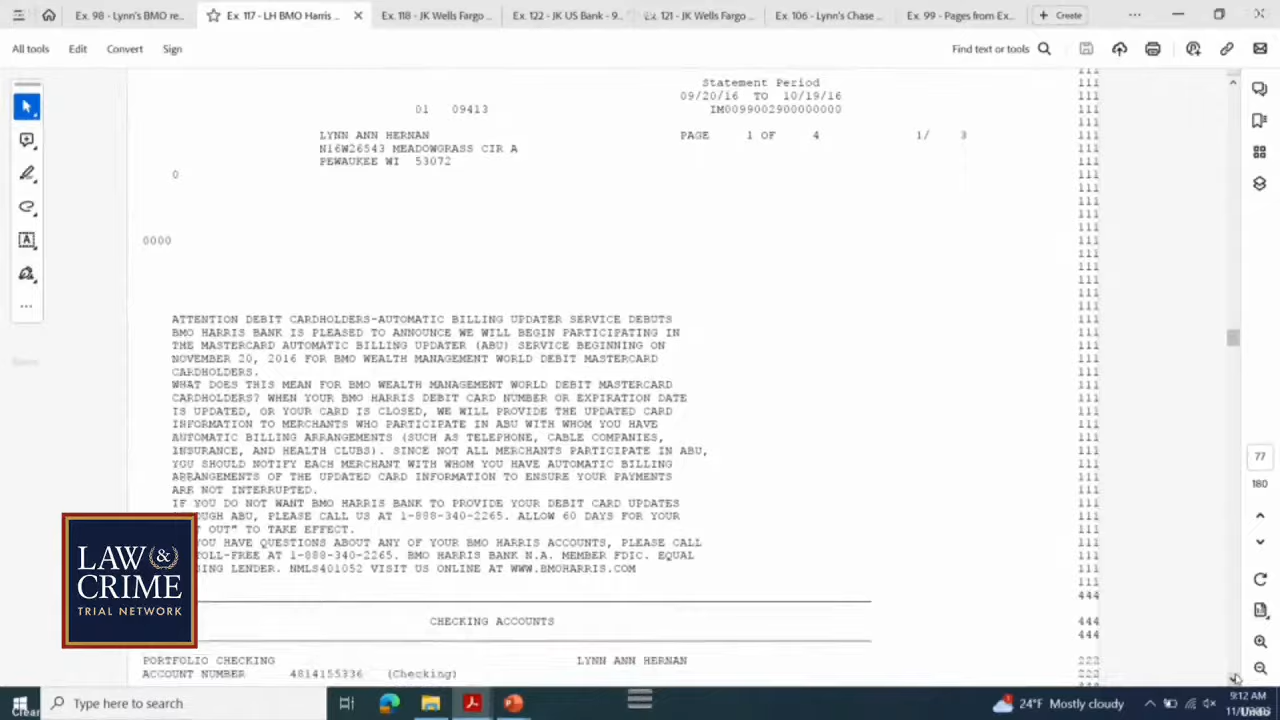 Ex. 98 - Lynn's BMO re...
Ex. 117 - LH BMO Harris ...
Ex. 118 - JK Wells Fargo ...
Ex. 122 - JK US Bank - 9...
Ex. 121 - JK Wells Fargo ...
Ex. 106 - Lynn's Chase ...
Ex. 99 - Pages from Ex...
+ Create
All tools
Edit
Convert
Sign
Find text or tools
Statement Period
09/20/16 TO 10/19/16
01 09413
IM0099002900000000
LYNN ANN HERNAN
PAGE 1 OF 4
1/ 3
N16W26543 MEADOWGRASS CIR A
PEWAUKEE WI 53072
0
0000
ATTENTION DEBIT CARDHOLDERS-AUTOMATIC BILLING UPDATER SERVICE DEBUTS
BMO HARRIS BANK IS PLEASED TO ANNOUNCE WE WILL BEGIN PARTICIPATING IN
THE MASTERCARD AUTOMATIC BILLING UPDATER (ABU) SERVICE BEGINNING ON
NOVEMBER 20, 2016 FOR BMO WEALTH MANAGEMENT WORLD DEBIT MASTERCARD
CARDHOLDERS.
WHAT DOES THIS MEAN FOR BMO WEALTH MANAGEMENT WORLD DEBIT MASTERCARD
CARDHOLDERS? WHEN YOUR BMO HARRIS DEBIT CARD NUMBER OR EXPIRATION DATE
IS UPDATED, OR YOUR CARD IS CLOSED, WE WILL PROVIDE THE UPDATED CARD
INFORMATION TO MERCHANTS WHO PARTICIPATE IN ABU WITH WHOM YOU HAVE
AUTOMATIC BILLING ARRANGEMENTS (SUCH AS TELEPHONE, CABLE COMPANIES,
INSURANCE, AND HEALTH CLUBS). SINCE NOT ALL MERCHANTS PARTICIPATE IN ABU,
YOU SHOULD NOTIFY EACH MERCHANT WITH WHOM YOU HAVE AUTOMATIC BILLING
ARRANGEMENTS OF THE UPDATED CARD INFORMATION TO ENSURE YOUR PAYMENTS
ARE NOT INTERRUPTED.
IF YOU DO NOT WANT BMO HARRIS BANK TO PROVIDE YOUR DEBIT CARD UPDATES
OUGH ABU, PLEASE CALL US AT 1-888-340-2265. ALLOW 60 DAYS FOR YOUR
OUT" TO TAKE EFFECT.
YOU HAVE QUESTIONS ABOUT ANY OF YOUR BMO HARRIS ACCOUNTS, PLEASE CALL
TOLL-FREE AT 1-888-340-2265. BMO HARRIS BANK N.A. MEMBER FDIC. EQUAL
ING LENDER. NMLS401052 VISIT US ONLINE AT WWW.BMOHARRIS.COM
CHECKING ACCOUNTS
PORTFOLIO CHECKING
LYNN ANN HERNAN
ACCOUNT NUMBER 4814155336 (Checking)
77
180
LAW &
CRIME
TRIAL NETWORK
Type here to search
24°F Mostly cloudy
9:12 AM